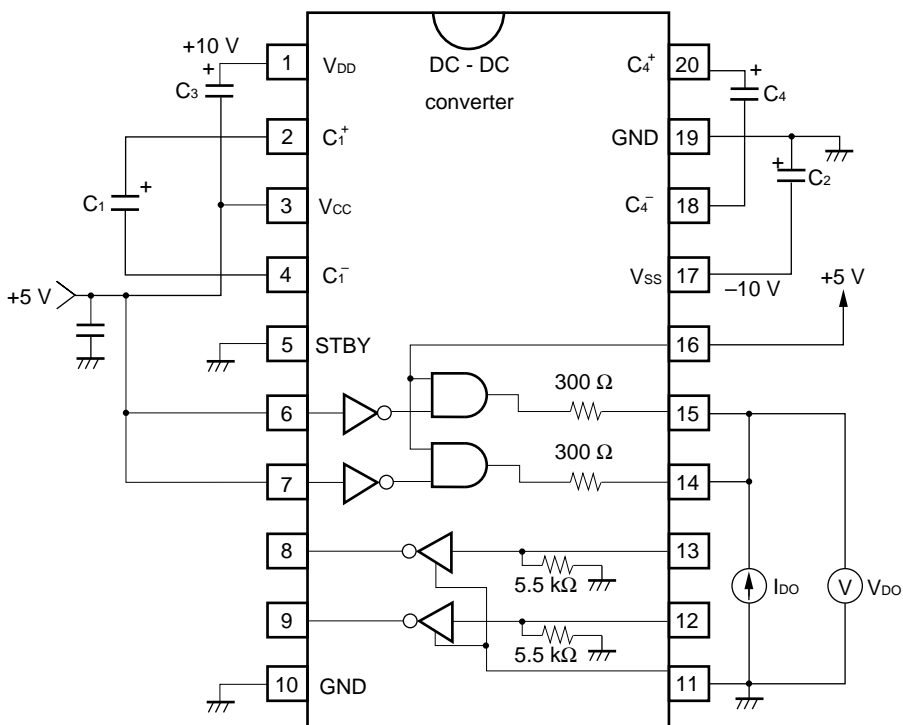 +10 V
1
VDD
DC - DC
converter
C4+
20
+
C3
+
C4
2
C1+
GND
19
+
C1
+
C2
3
VCC
C4−
18
4
C1−
VSS
17
–10 V
+5 V
+5 V
5
STBY
16
300 Ω
6
15
300 Ω
7
14
8
13
5.5 kΩ
IDO
V
VDO
9
12
5.5 kΩ
10
GND
11